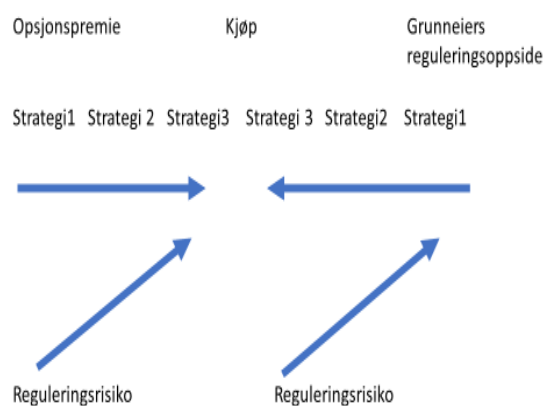 Opsjonspremie Kjøp Grunneiers
reguleringsoppside
Strategi1 Strategi 2 Strategi3 Strategi 3 Strategi2 Strategi1
Reguleringsrisiko Reguleringsrisiko